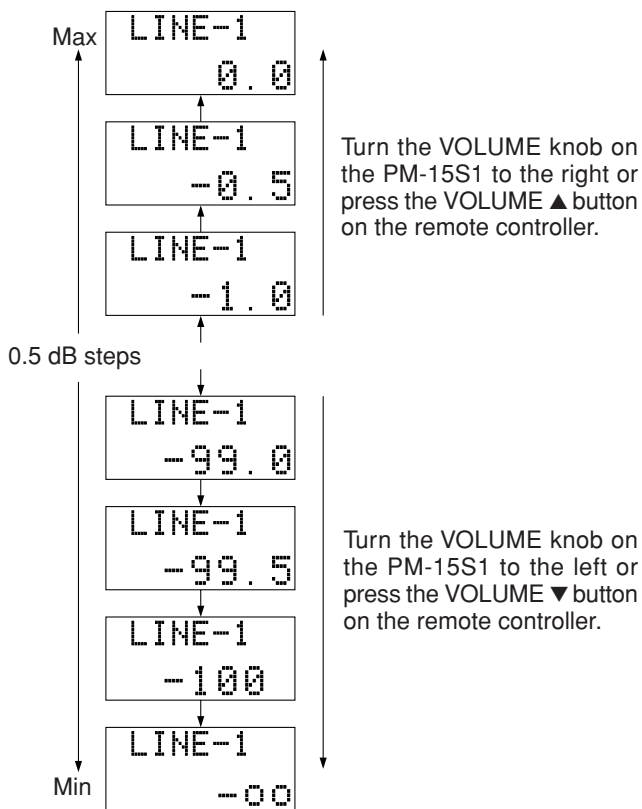 Max
LINE-1
0.0
LINE-1
-0.5
LINE-1
-1.0
Turn the VOLUME knob on
the PM-15S1 to the right or
press the VOLUME ▲ button
on the remote controller.
0.5 dB steps
LINE-1
-99.0
LINE-1
-99.5
LINE-1
-100
LINE-1
-oo
Turn the VOLUME knob on
the PM-15S1 to the left or
press the VOLUME ▼ button
on the remote controller.
Min